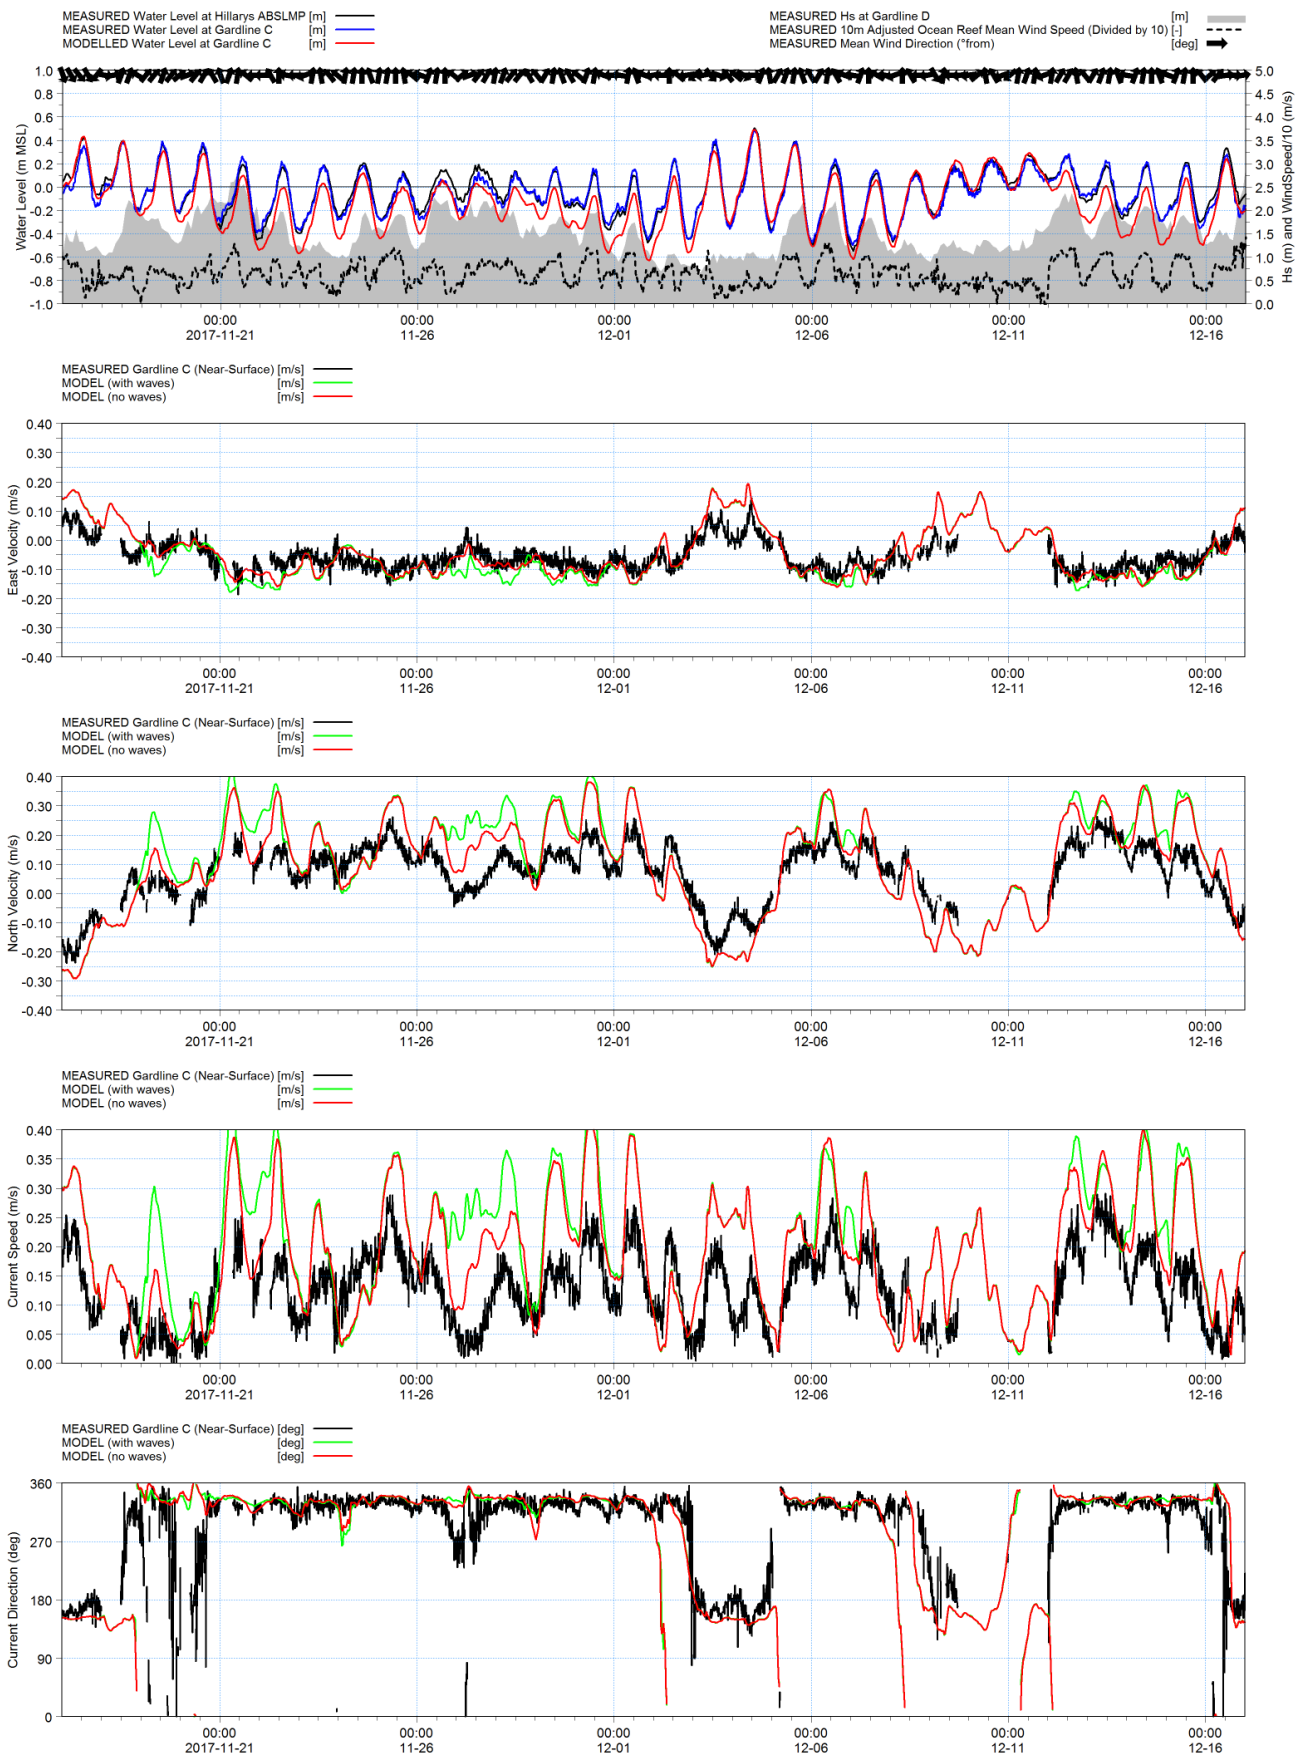 MEASURED Water Level at Hillarys ABSLMP [m]
MEASURED Water Level at Gardline C [m]
MODELLED Water Level at Gardline C [m]
MEASURED Hs at Gardline D [m]
MEASURED 10m Adjusted Ocean Reef Mean Wind Speed (Divided by 10) [-]
MEASURED Mean Wind Direction (°from) [deg]
Water Level (m MSL)
1.0
0.8
0.6
0.4
0.2
0.0
-0.2
-0.4
-0.6
-0.8
-1.0
5.0
4.5
4.0
3.5
3.0
2.5
2.0
1.5
1.0
0.5
0.0
Hs (m) and WindSpeed/10 (m/s)
00:00 00:00 00:00 00:00 00:00 00:00
2017-11-21 11-26 12-01 12-06 12-11 12-16
MEASURED Gardline C (Near-Surface) [m/s]
MODEL (with waves) [m/s]
MODEL (no waves) [m/s]
East Velocity (m/s)
0.40
0.30
0.20
0.10
0.00
-0.10
-0.20
-0.30
-0.40
00:00 00:00 00:00 00:00 00:00 00:00
2017-11-21 11-26 12-01 12-06 12-11 12-16
MEASURED Gardline C (Near-Surface) [m/s]
MODEL (with waves) [m/s]
MODEL (no waves) [m/s]
North Velocity (m/s)
0.40
0.30
0.20
0.10
0.00
-0.10
-0.20
-0.30
-0.40
00:00 00:00 00:00 00:00 00:00 00:00
2017-11-21 11-26 12-01 12-06 12-11 12-16
MEASURED Gardline C (Near-Surface) [m/s]
MODEL (with waves) [m/s]
MODEL (no waves) [m/s]
Current Speed (m/s)
0.40
0.35
0.30
0.25
0.20
0.15
0.10
0.05
0.00
00:00 00:00 00:00 00:00 00:00 00:00
2017-11-21 11-26 12-01 12-06 12-11 12-16
MEASURED Gardline C (Near-Surface) [deg]
MODEL (with waves) [deg]
MODEL (no waves) [deg]
Current Direction (deg)
360
270
180
90
0
00:00 00:00 00:00 00:00 00:00 00:00
2017-11-21 11-26 12-01 12-06 12-11 12-16